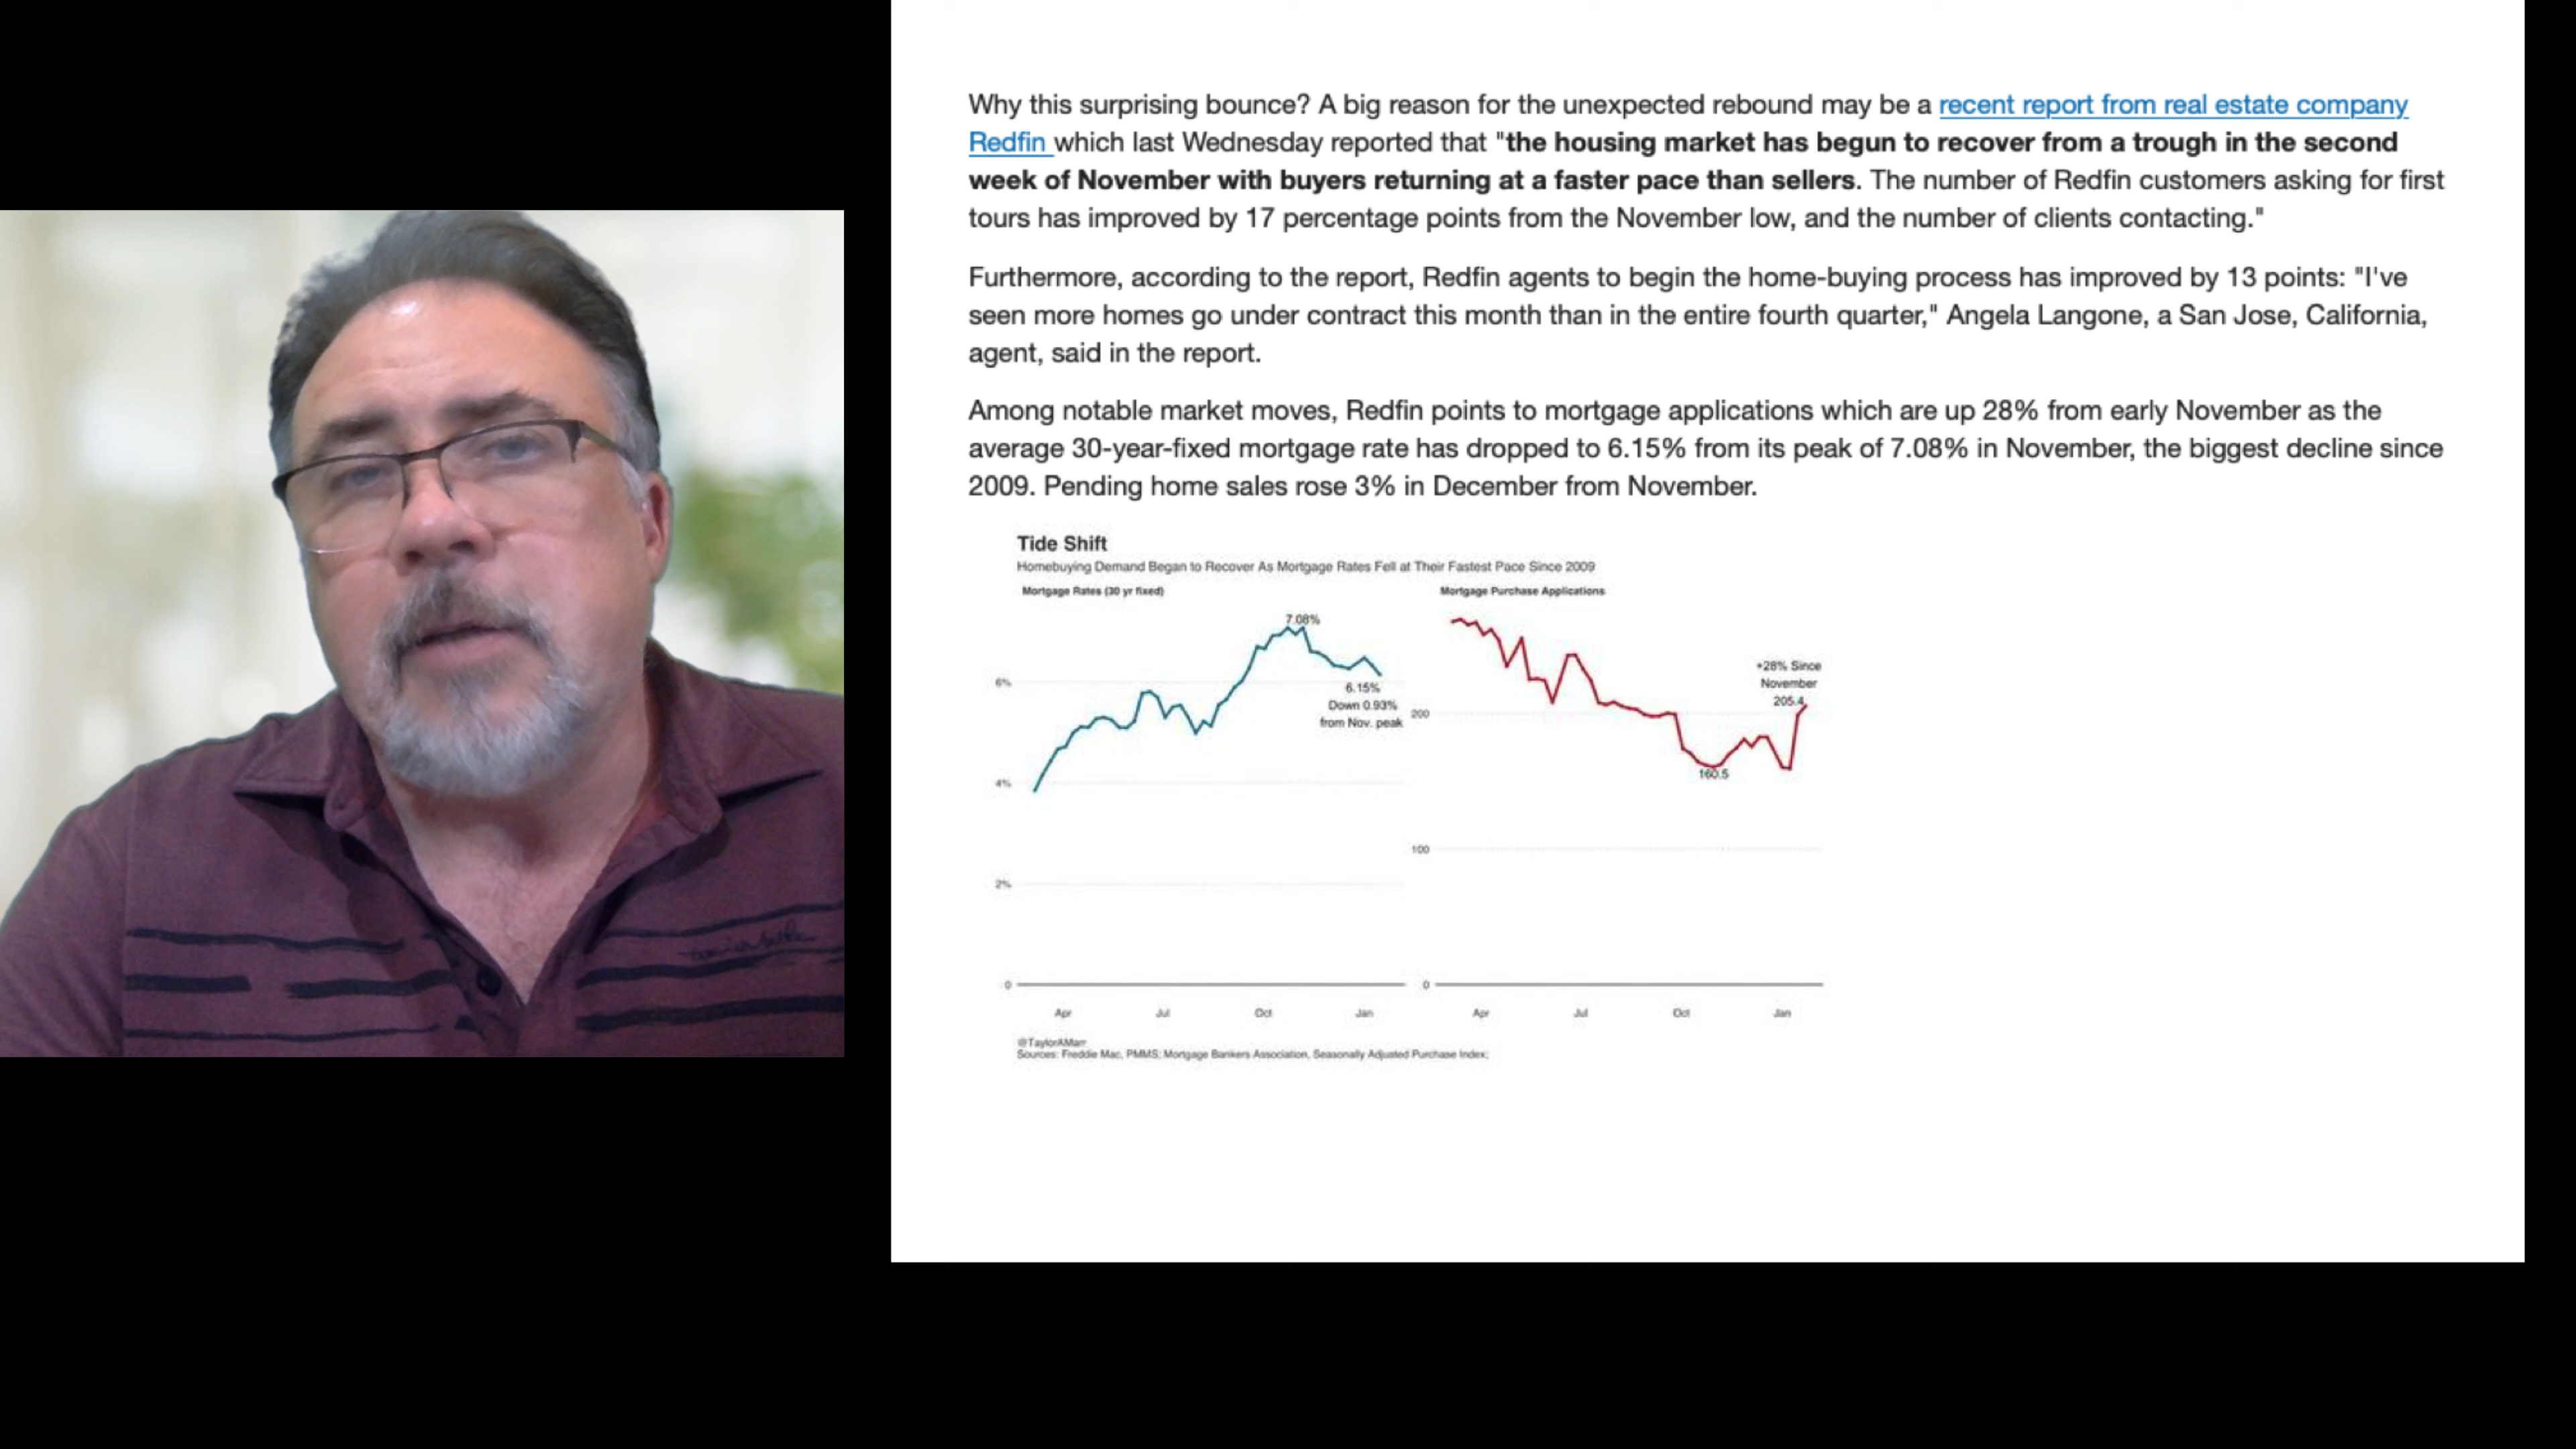 Why this surprising bounce? A big reason for the unexpected rebound may be a recent report from real estate company
Redfin which last Wednesday reported that "the housing market has begun to recover from a trough in the second
week of November with buyers returning at a faster pace than sellers. The number of Redfin customers asking for first
tours has improved by 17 percentage points from the November low, and the number of clients contacting."
Furthermore, according to the report, Redfin agents to begin the home-buying process has improved by 13 points: "I've
seen more homes go under contract this month than in the entire fourth quarter," Angela Langone, a San Jose, California,
agent, said in the report.
Among notable market moves, Redfin points to mortgage applications which are up 28% from early November as the
average 30-year-fixed mortgage rate has dropped to 6.15% from its peak of 7.08% in November, the biggest decline since
2009. Pending home sales rose 3% in December from November.
Tide Shift
Homebuying Demand Began to Recover As Mortgage Rates Fell at Their Fastest Pace Since 2009
Mortgage Rates (30 yr fixed)
7.08%
6%
6.15%
Down 0.93%
from Nov. peak
4%
2%
0
Apr Jul Oct Jan
Mortgage Purchase Applications
+28% Since
November
205.4
200
160.5
100
0
Apr Jul Oct Jan
@TaylorAMarr
Sources: Freddie Mac, PMMS; Mortgage Bankers Association, Seasonally Adjusted Purchase Index;